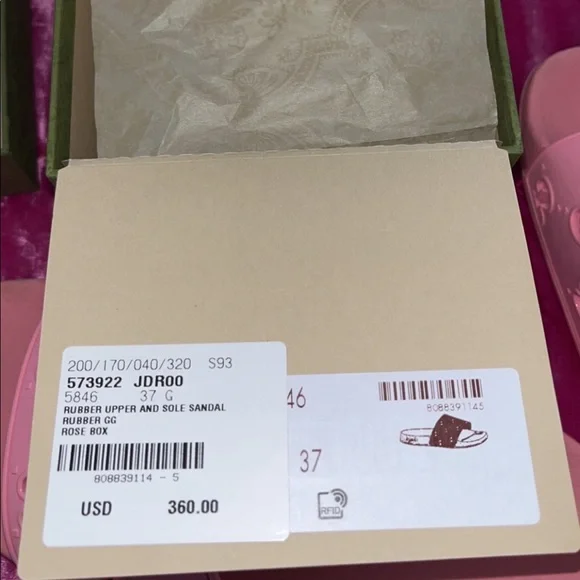 200/170/040/320 S93
573922 JDR00
5846 37 G
RUBBER UPPER AND SOLE SANDAL
RUBBER GG
ROSE BOX
808839114 - 5
USD 360.00
46
8088391145
37
RFID